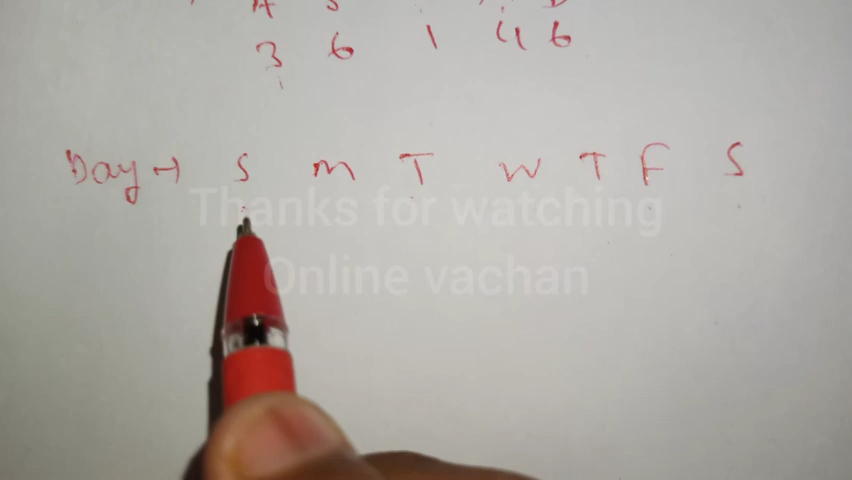 A S
3 6 1 4 6
Day → S M T W T F S
Thanks for watching
Online vachan